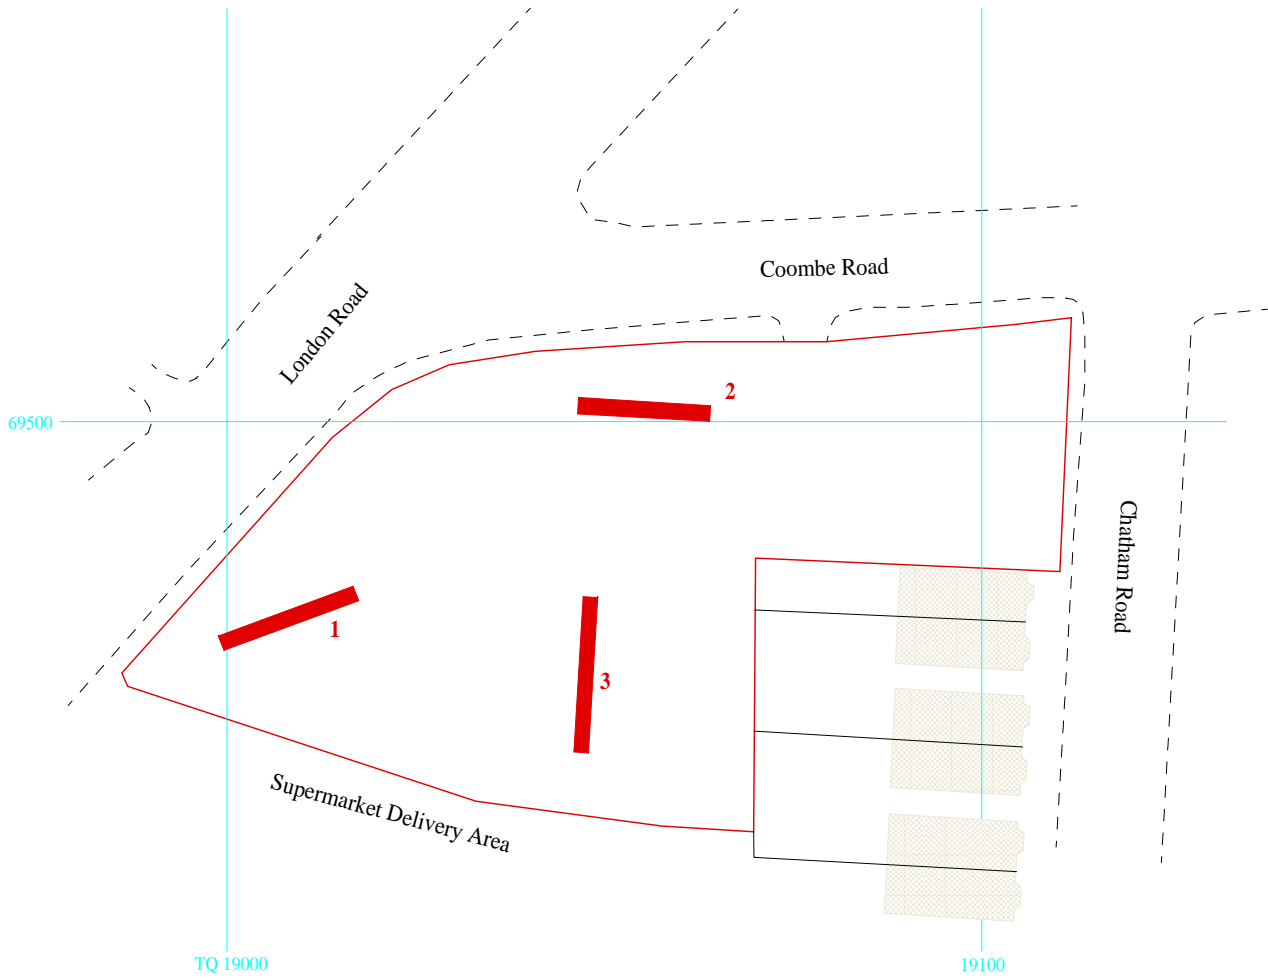 Coombe Road
London Road
2
69500
Chatham Road
1
3
Supermarket Delivery Area
TQ 19000
19100